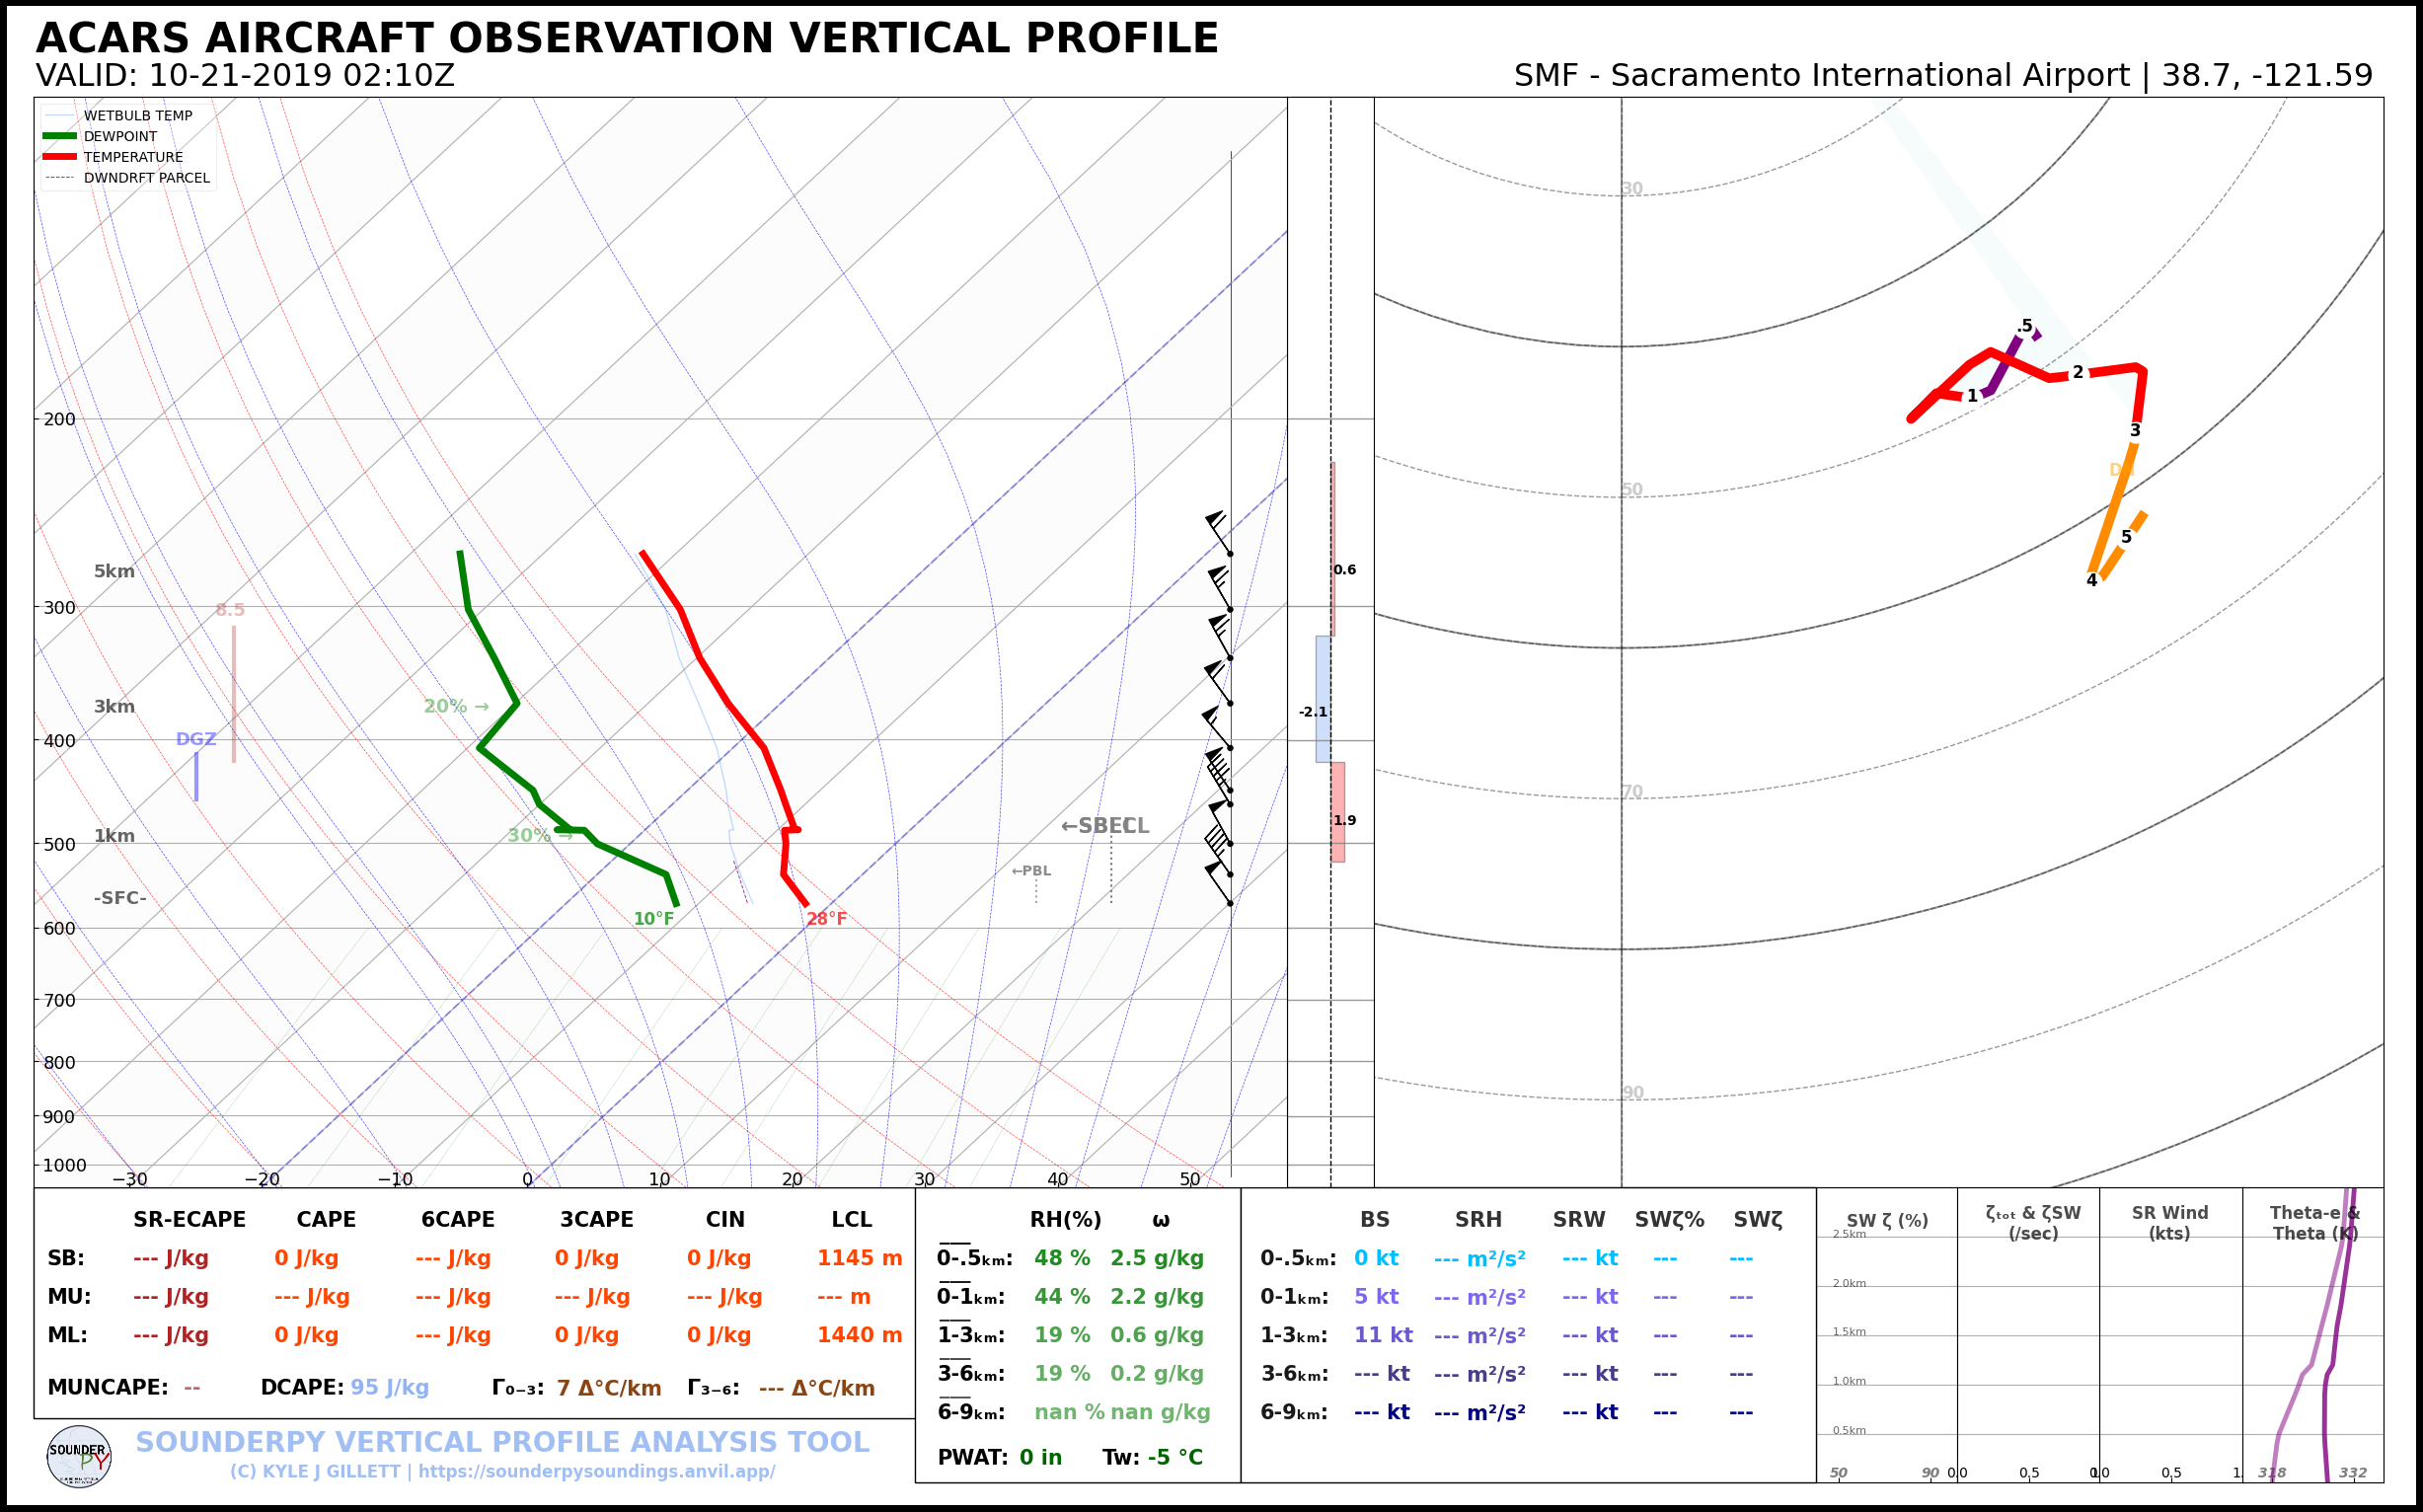 ACARS AIRCRAFT OBSERVATION VERTICAL PROFILE
VALID: 10-21-2019 02:10Z
SMF - Sacramento International Airport | 38.7, -121.59
WETBULB TEMP
DEWPOINT
TEMPERATURE
DWNDRFT PARCEL
30
.5
2
1
200
3
50
5km
0.6
5
4
300
8.5
3km
20% →
-2.1
400
DGZ
70
1km
30% →
←SBEL
1.9
500
←PBL
-SFC-
10°F
28°F
600
700
800
90
900
1000
−30 −20 −10 0 10 20 30 40 50
SR-ECAPE CAPE 6CAPE 3CAPE CIN LCL
SB: --- J/kg 0 J/kg --- J/kg 0 J/kg 0 J/kg 1145 m
MU: --- J/kg --- J/kg --- J/kg --- J/kg --- J/kg --- m
ML: --- J/kg 0 J/kg --- J/kg 0 J/kg 0 J/kg 1440 m
MUNCAPE: -- DCAPE: 95 J/kg Γ₀₋₃: 7 Δ°C/km Γ₃₋₆: --- Δ°C/km
RH(%) ω
0-.5ₖₘ: 48 % 2.5 g/kg
0-1ₖₘ: 44 % 2.2 g/kg
1-3ₖₘ: 19 % 0.6 g/kg
3-6ₖₘ: 19 % 0.2 g/kg
6-9ₖₘ: nan % nan g/kg
PWAT: 0 in Tw: -5 °C
BS SRH SRW SWζ% SWζ
0-.5ₖₘ: 0 kt --- m²/s² --- kt --- ---
0-1ₖₘ: 5 kt --- m²/s² --- kt --- ---
1-3ₖₘ: 11 kt --- m²/s² --- kt --- ---
3-6ₖₘ: --- kt --- m²/s² --- kt --- ---
6-9ₖₘ: --- kt --- m²/s² --- kt --- ---
SW ζ (%)
2.5km
2.0km
1.5km
1.0km
0.5km
50 90
ζₜₒₜ & ζSW
(/sec)
0.0 0.5
SR Wind
(kts)
0.5
Theta-e &
Theta (K)
318 332
SOUNDER
PY
SOUNDERPY VERTICAL PROFILE ANALYSIS TOOL
(C) KYLE J GILLETT | https://sounderpysoundings.anvil.app/